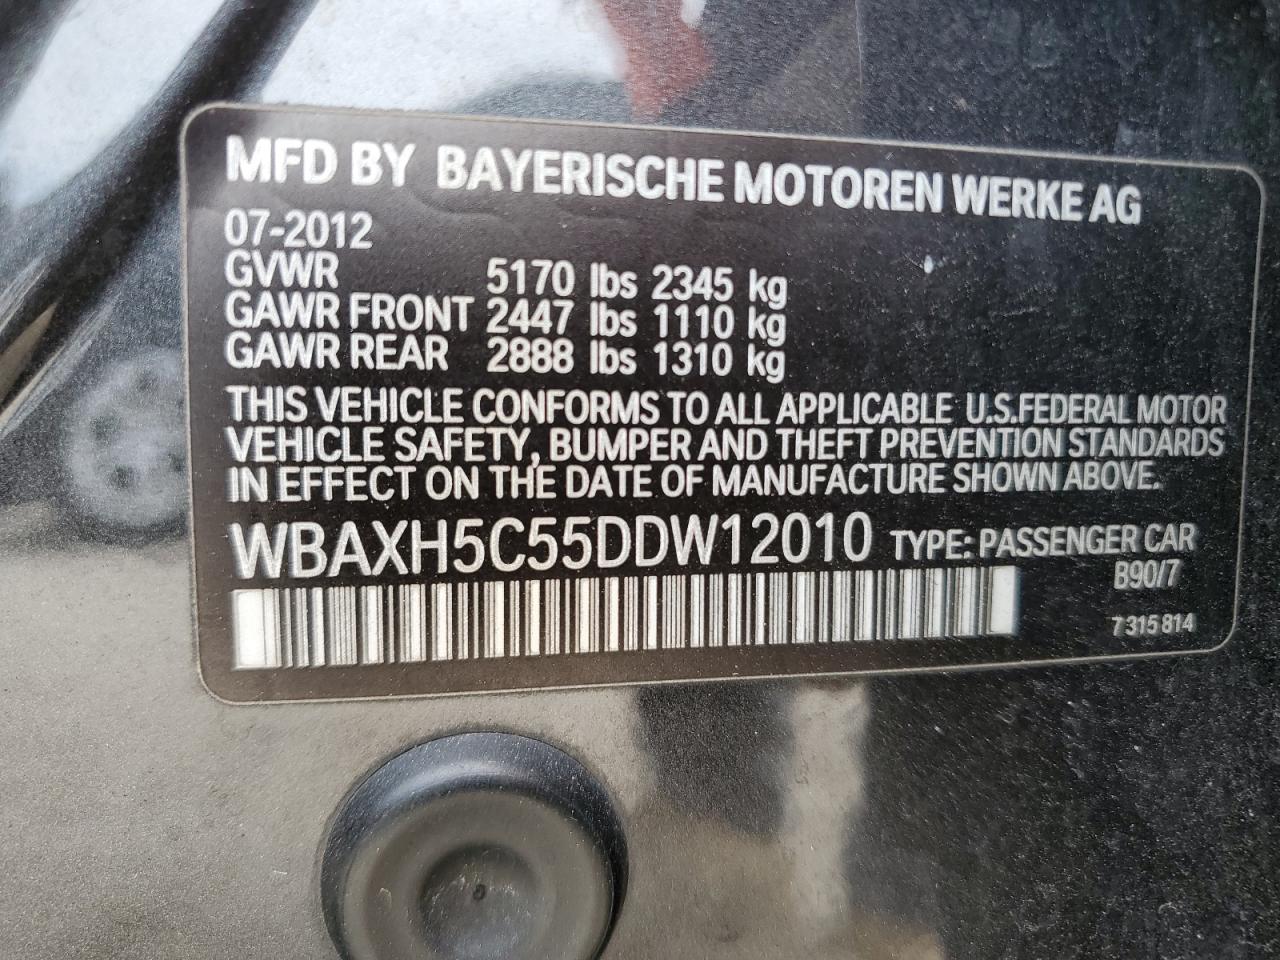 MFD BY BAYERISCHE MOTOREN WERKE AG
07-2012
GVWR 5170 lbs 2345 kg
GAWR FRONT 2447 lbs 1110 kg
GAWR REAR 2888 lbs 1310 kg
THIS VEHICLE CONFORMS TO ALL APPLICABLE U.S.FEDERAL MOTOR
VEHICLE SAFETY, BUMPER AND THEFT PREVENTION STANDARDS
IN EFFECT ON THE DATE OF MANUFACTURE SHOWN ABOVE.
WBAXH5C55DDW12010 TYPE: PASSENGER CAR
B90/7
7 315 814